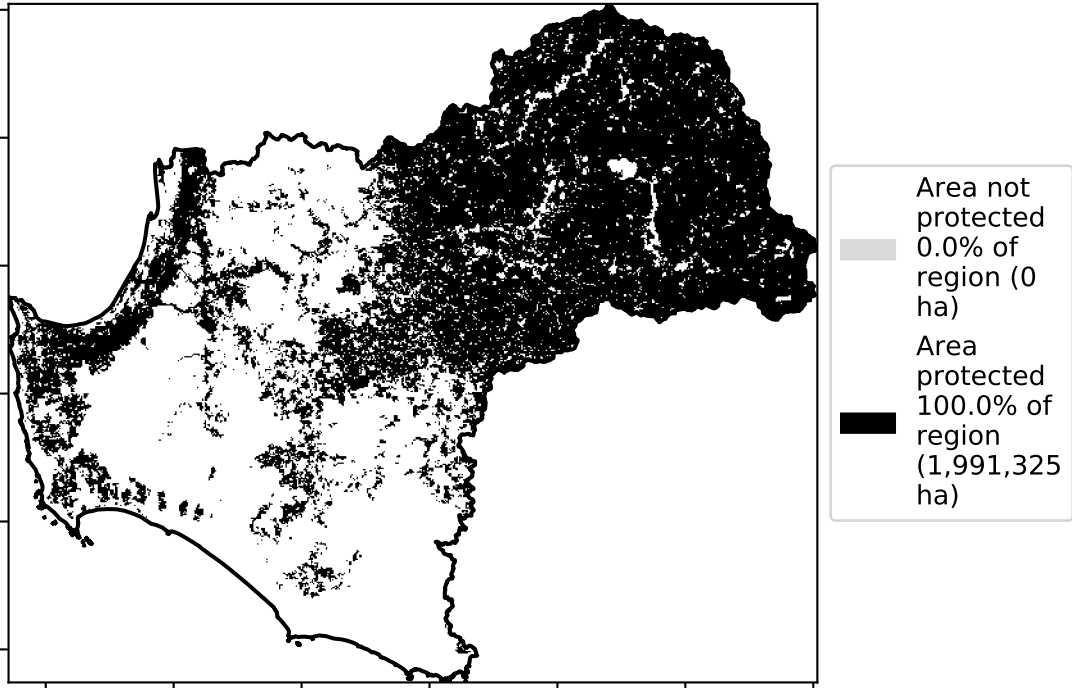 Area not
protected
0.0% of
region (0
ha)
Area
protected
100.0% of
region
(1,991,325
ha)